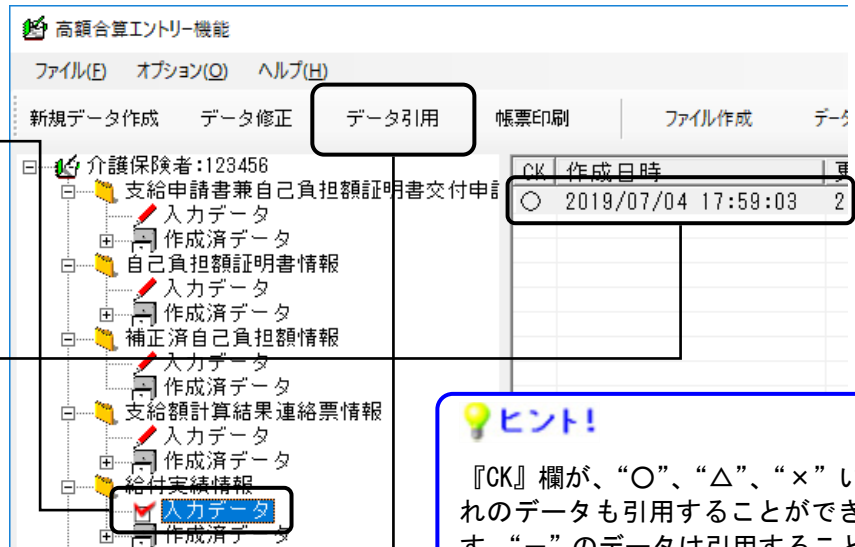 高額合算エントリー機能
ファイル(F) オプション(O) ヘルプ(H)
新規データ作成 データ修正 データ引用 帳票印刷 ファイル作成 データ
介護保険者:123456
支給申請書兼自己負担額証明書交付申請
入力データ
作成済データ
自己負担額証明書情報
入力データ
作成済データ
補正済自己負担額情報
入力データ
作成済データ
支給額計算結果連絡票情報
入力データ
作成済データ
給付実績情報
入力データ
作成済データ
CK 作成日時 更
○ 2019/07/04 17:59:03 2
ヒント!
『CK』欄が、“○”、“△”、“×”い
れのデータも引用することができ
す。“－”のデータは引用すること